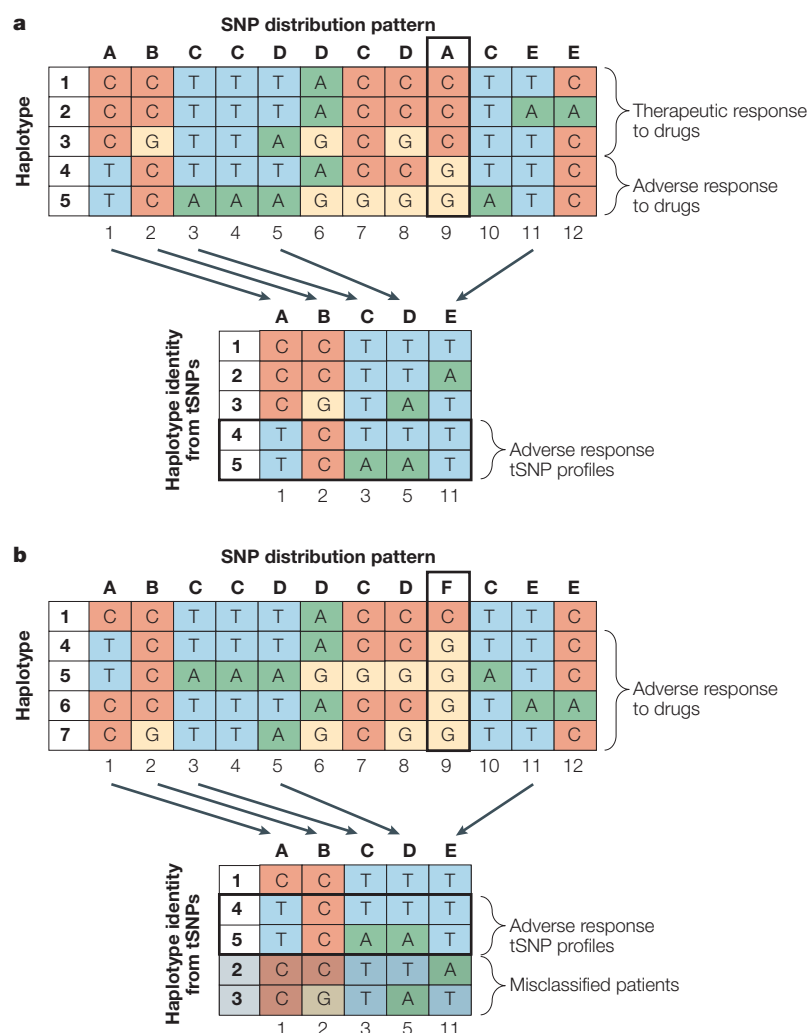 a
SNP distribution pattern
A B C C D D C D A C E E
Haplotype
1 C C T T T A C C C T T C
2 C C T T T A C C C T A A
3 C G T T A G C G C T T C
4 T C T T T A C C G T T C
5 T C A A A G G G G A T C
Therapeutic response
to drugs
Adverse response
to drugs
1 2 3 4 5 6 7 8 9 10 11 12
A B C D E
Haplotype identity
from tSNPs
1 C C T T T
2 C C T T A
3 C G T A T
4 T C T T T
5 T C A A T
Adverse response
tSNP profiles
1 2 3 5 11
b
SNP distribution pattern
A B C C D D C D F C E E
Haplotype
1 C C T T T A C C C T T C
4 T C T T T A C C G T T C
5 T C A A A G G G G A T C
6 C C T T T A C C G T A A
7 C G T T A G C G G T T C
Adverse response
to drugs
1 2 3 4 5 6 7 8 9 10 11 12
A B C D E
Haplotype identity
from tSNPs
1 C C T T T
4 T C T T T
5 T C A A T
2 C C T T A
3 C G T A T
Adverse response
tSNP profiles
Misclassified patients
1 2 3 5 11